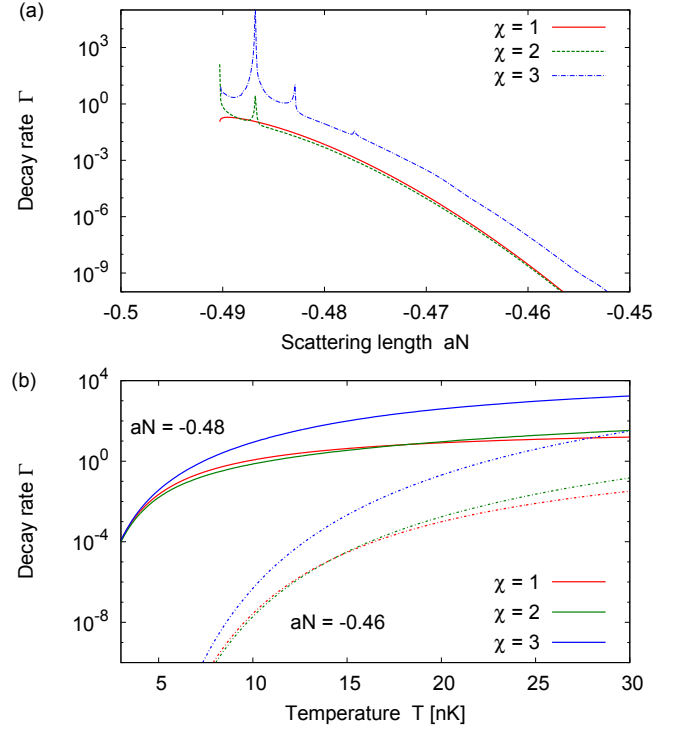 (a)
10^5
10^3
10^0
10^-3
10^-6
10^-9
Decay rate Γ
χ = 1
χ = 2
χ = 3
-0.5 -0.49 -0.48 -0.47 -0.46 -0.45
Scattering length aN
(b)
10^4
10^0
10^-4
10^-8
Decay rate Γ
aN = -0.48
aN = -0.46
χ = 1
χ = 2
χ = 3
5 10 15 20 25 30
Temperature T [nK]